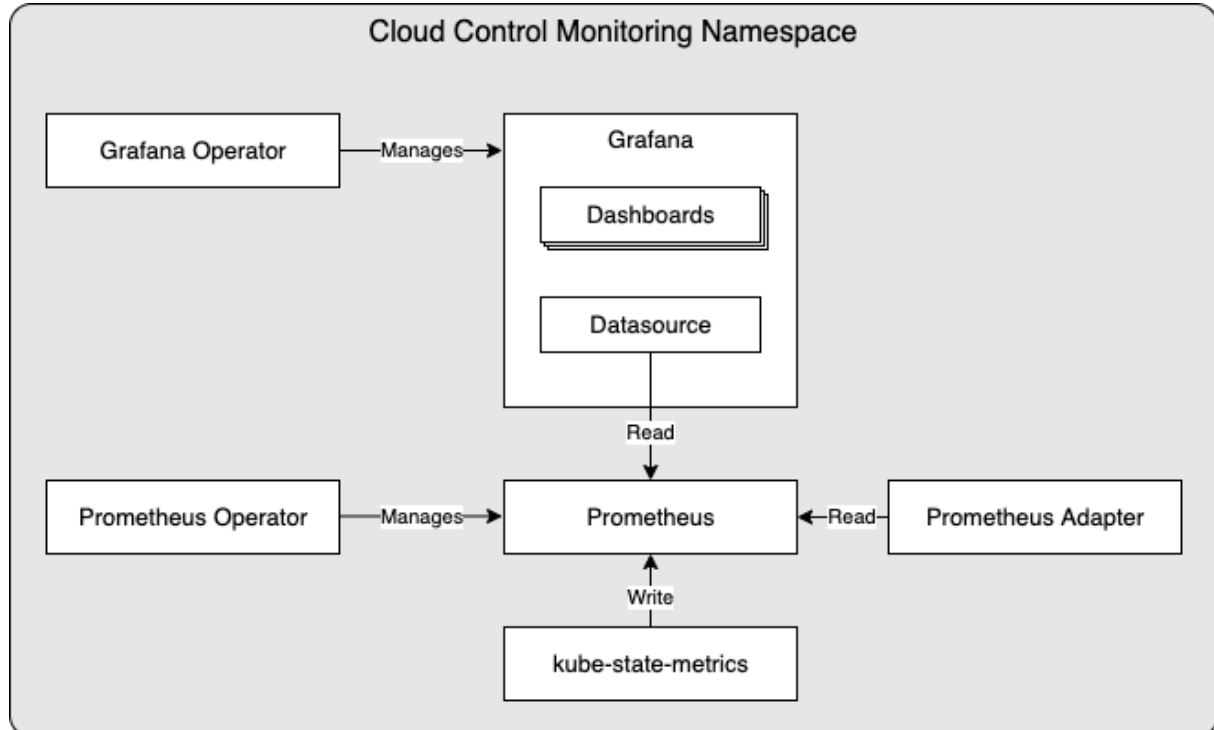 Cloud Control Monitoring Namespace
Grafana Operator
Manages
Grafana
Dashboards
Datasource
Read
Prometheus Operator
Manages
Prometheus
Read
Prometheus Adapter
Write
kube-state-metrics